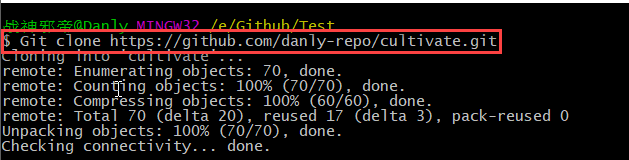 战神邪帝@Danly MINGW32 /e/Github/Test
$ Git clone https://github.com/danly-repo/cultivate.git
Cloning into 'cultivate'...
remote: Enumerating objects: 70, done.
remote: Counting objects: 100% (70/70), done.
remote: Compressing objects: 100% (60/60), done.
remote: Total 70 (delta 20), reused 17 (delta 3), pack-reused 0
Unpacking objects: 100% (70/70), done.
Checking connectivity... done.